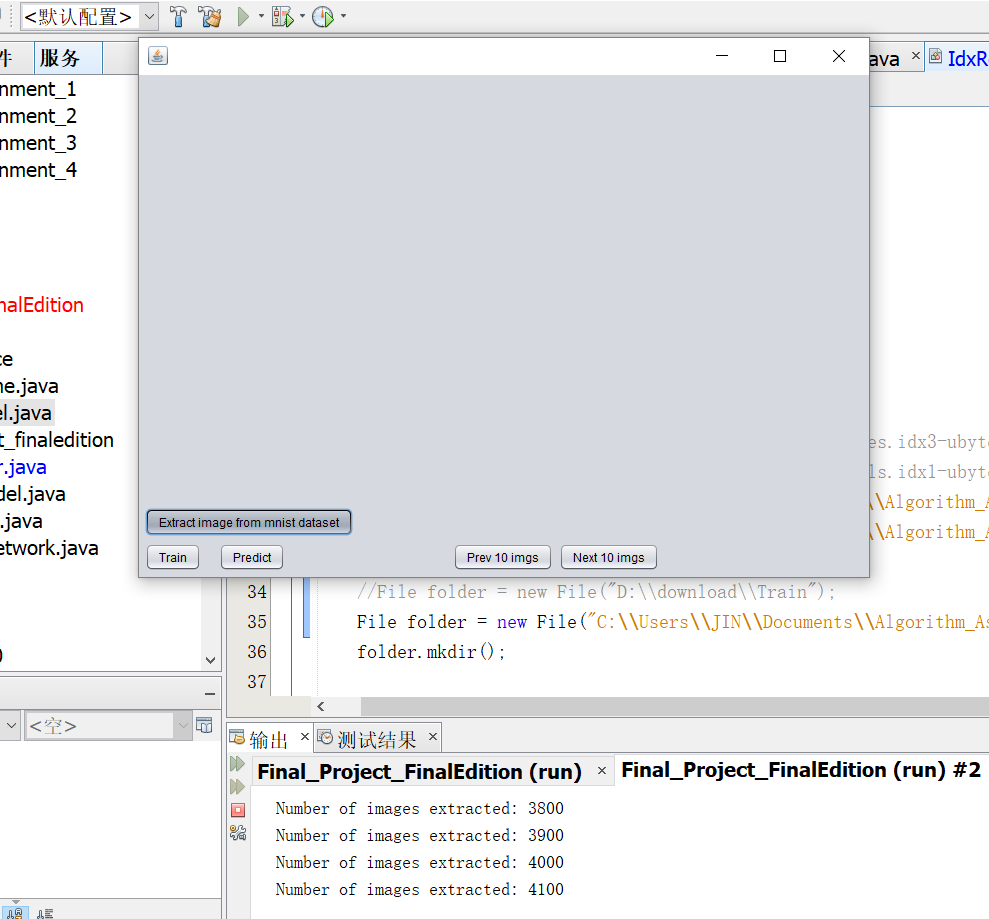 <默认配置>
件
服务
ava
IdxR
nment_1
nment_2
nment_3
nment_4
nalEdition
ce
ne.java
el.java
t_finaledition
r.java
del.java
.java
etwork.java
)
Extract image from mnist dataset
Train
Predict
Prev 10 imgs
Next 10 imgs
es.idx3-ubyt
ls.idx1-ubyt
\\Algorithm_A
\\Algorithm_A
34 //File folder = new File("D:\\download\\Train");
35 File folder = new File("C:\\Users\\JIN\\Documents\\Algorithm_As
36 folder.mkdir();
37
<空>
输出
测试结果
Final_Project_FinalEdition (run)
Final_Project_FinalEdition (run) #2
Number of images extracted: 3800
Number of images extracted: 3900
Number of images extracted: 4000
Number of images extracted: 4100